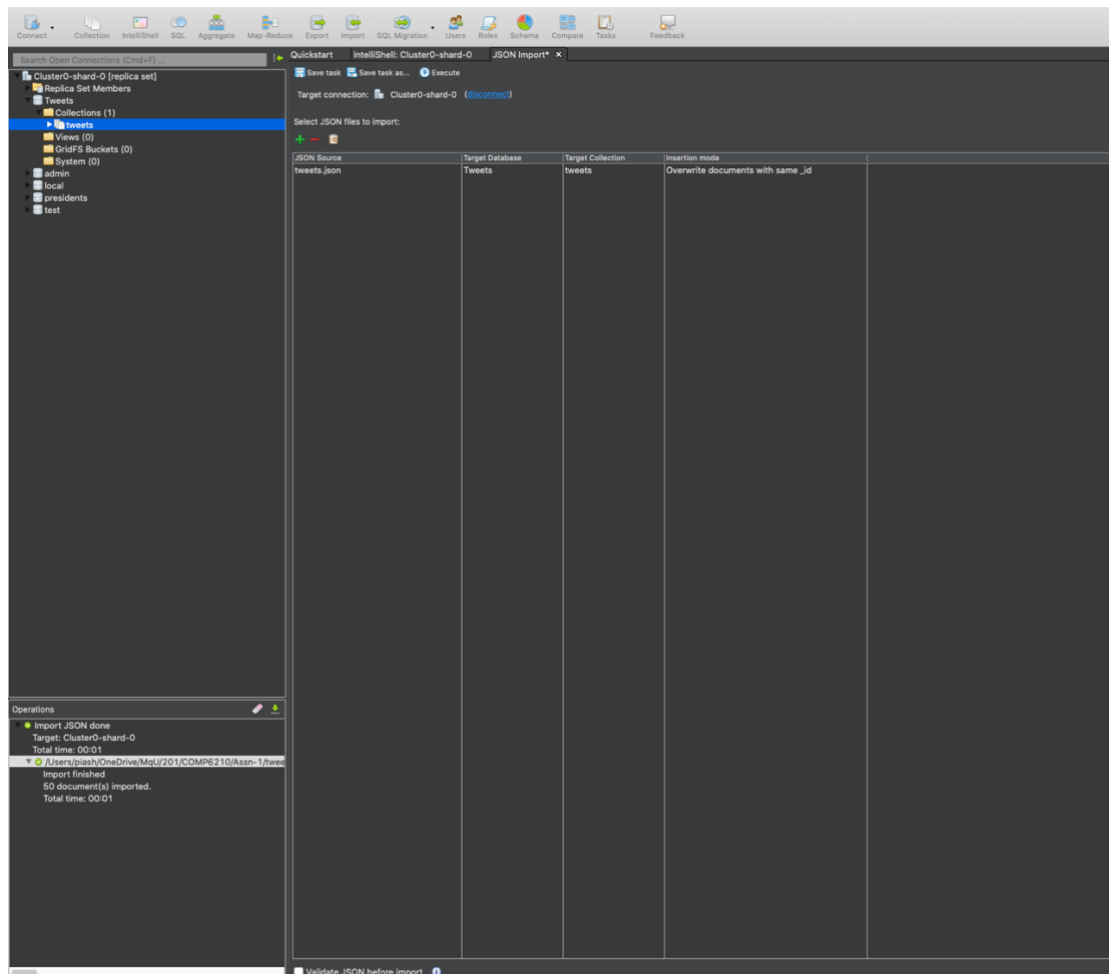 Connect Collection IntelliShell SQL Aggregate Map-Reduce Export Import SQL Migration Users Roles Schema Compare Tasks Feedback
Search Open Connections (Cmd+F) ...
Cluster0-shard-0 [replica set]
Replica Set Members
Tweets
Collections (1)
tweets
Views (0)
GridFS Buckets (0)
System (0)
admin
local
presidents
test
Quickstart IntelliShell: Cluster0-shard-0 JSON Import*
Save task Save task as... Execute
Target connection: Cluster0-shard-0 (disconnect)
Select JSON files to import:
JSON Source Target Database Target Collection Insertion mode
tweets.json Tweets tweets Overwrite documents with same _id
Operations
Import JSON done
Target: Cluster0-shard-0
Total time: 00:01
/Users/piash/OneDrive/MqU/201/COMP6210/Assn-1/twee
Import finished
50 document(s) imported.
Total time: 00:01
Validate JSON before import